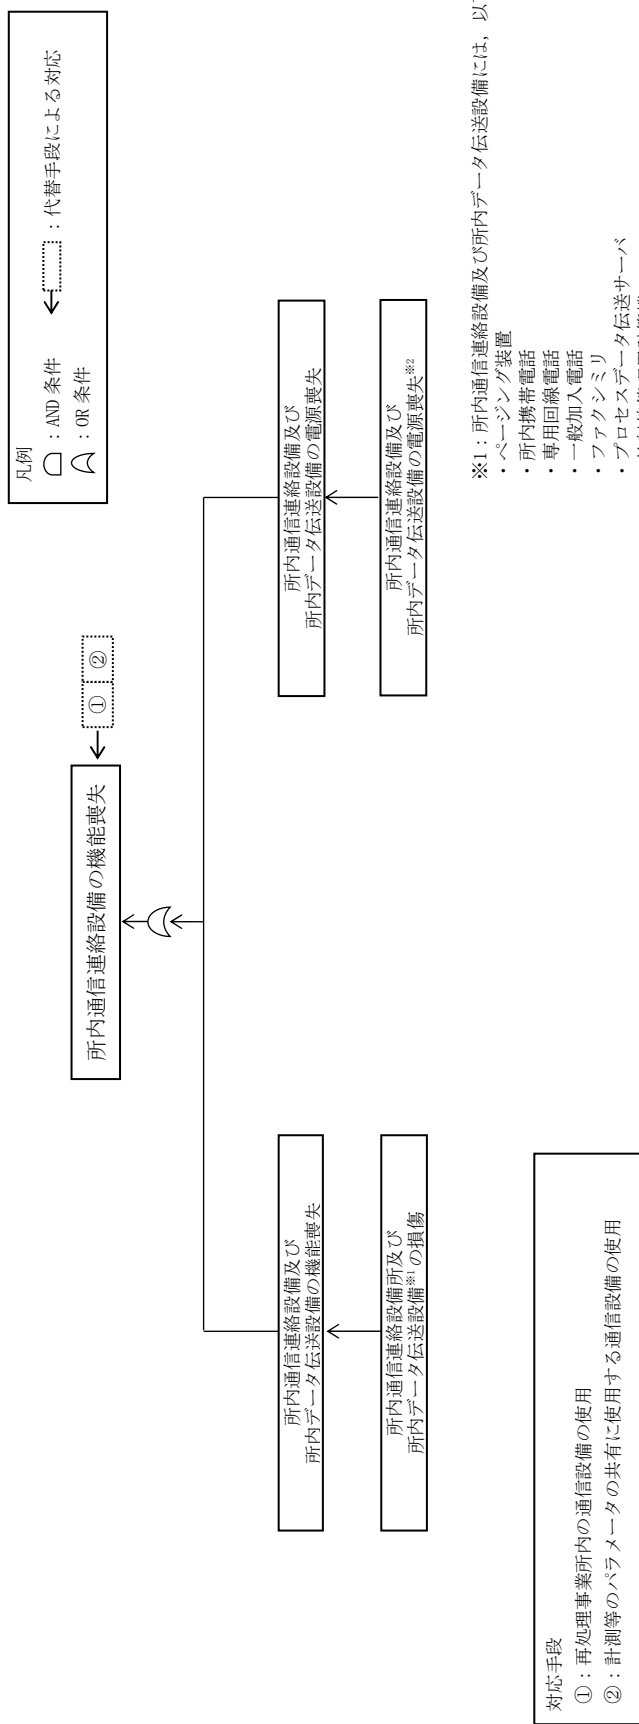 凡例
：AND 条件
：OR 条件
：代替手段による対応
所内通信連絡設備の機能喪失
① ②
所内通信連絡設備及び
所内データ伝送設備の機能喪失
所内通信連絡設備所及び
所内データ伝送設備※1の損傷
所内通信連絡設備及び
所内データ伝送設備の電源喪失
所内通信連絡設備及び
所内データ伝送設備の電源喪失※2
対応手段
①：再処理事業所内の通信設備の使用
②：計測等のパラメータの共有に使用する通信設備の使用
※1：所内通信連絡設備及び所内データ伝送設備には，以
・ページング装置
・所内携帯電話
・専用回線電話
・一般加入電話
・ファクシミリ
・プロセスデータ伝送サーバ